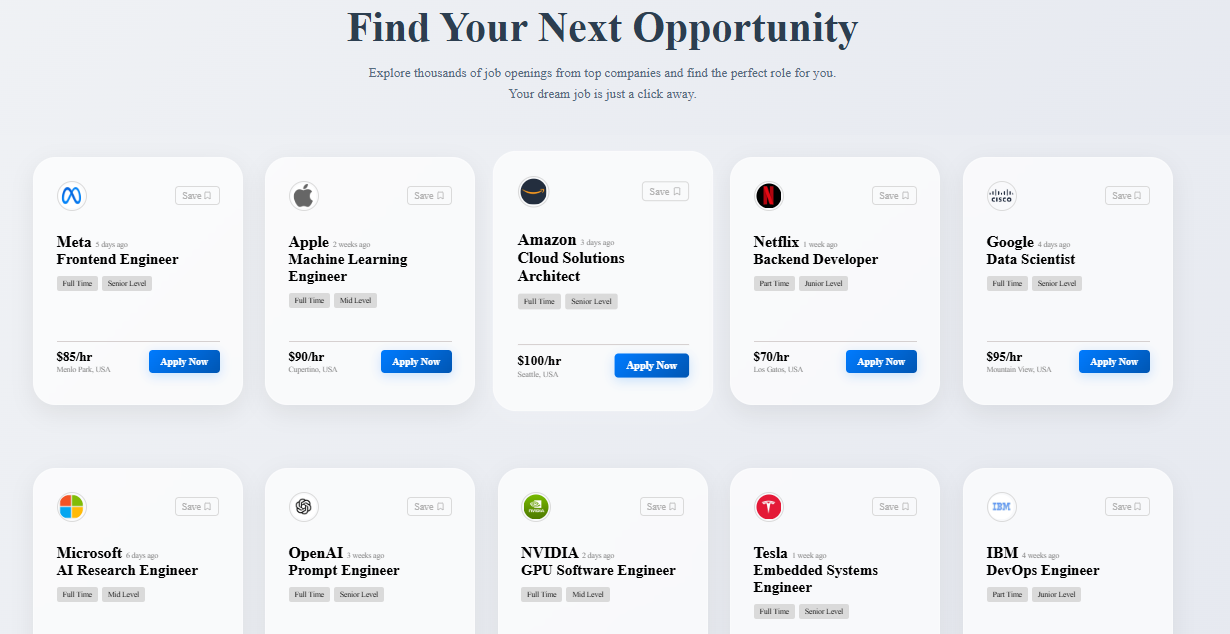 Find Your Next Opportunity
Explore thousands of job openings from top companies and find the perfect role for you.
Your dream job is just a click away.
Save
Meta 5 days ago
Frontend Engineer
Full Time Senior Level
$85/hr
Menlo Park, USA
Apply Now
Save
Apple 2 weeks ago
Machine Learning
Engineer
Full Time Mid Level
$90/hr
Cupertino, USA
Apply Now
Save
Amazon 3 days ago
Cloud Solutions
Architect
Full Time Senior Level
$100/hr
Seattle, USA
Apply Now
Save
Netflix 1 week ago
Backend Developer
Part Time Junior Level
$70/hr
Los Gatos, USA
Apply Now
CISCO
Save
Google 4 days ago
Data Scientist
Full Time Senior Level
$95/hr
Mountain View, USA
Apply Now
Save
Microsoft 6 days ago
AI Research Engineer
Full Time Mid Level
Save
OpenAI 3 weeks ago
Prompt Engineer
Full Time Senior Level
NVIDIA
Save
NVIDIA 2 days ago
GPU Software Engineer
Full Time Mid Level
Save
Tesla 1 week ago
Embedded Systems
Engineer
Full Time Senior Level
IBM
Save
IBM 4 weeks ago
DevOps Engineer
Part Time Junior Level